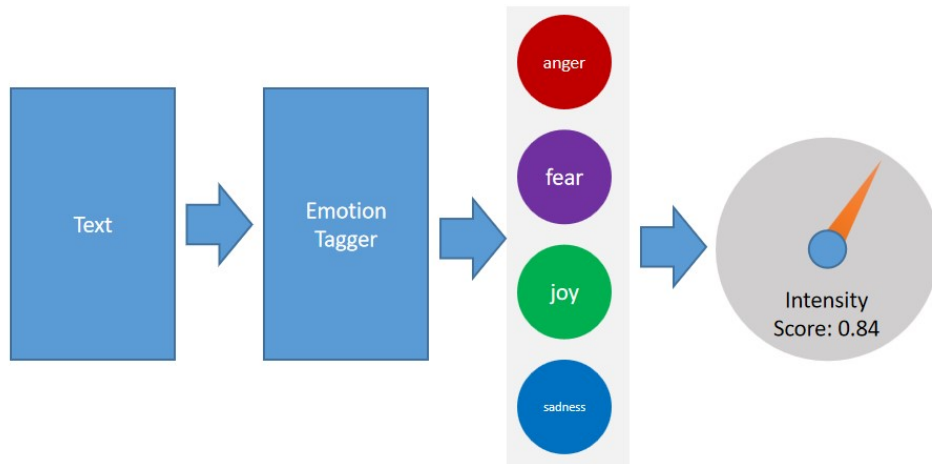 Text
Emotion
Tagger
anger
fear
joy
sadness
Intensity
Score: 0.84